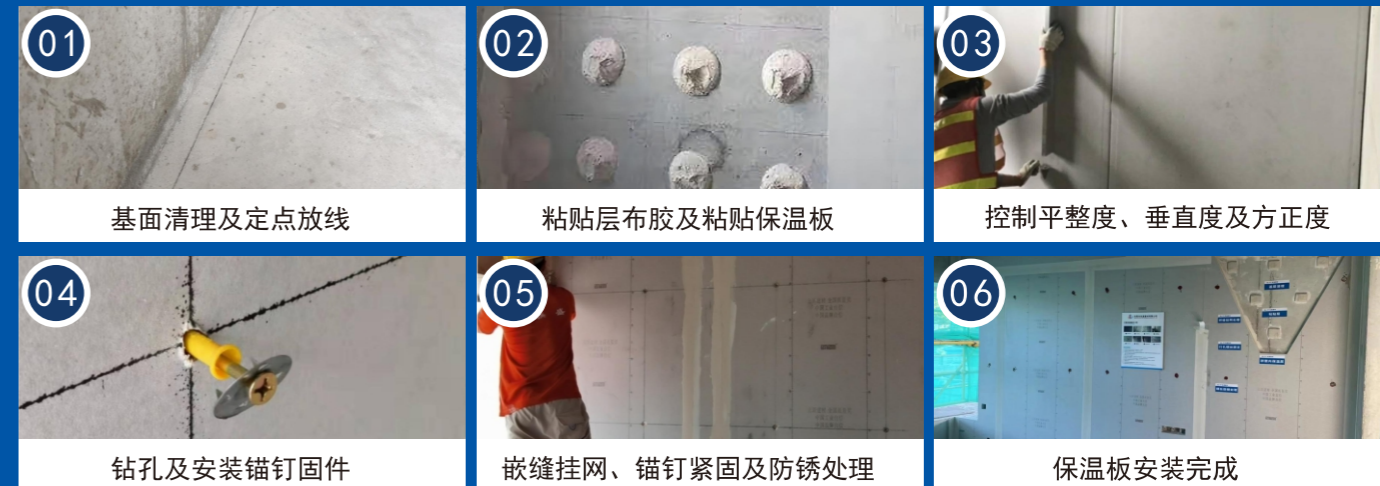 01
02
03
基面清理及定点放线
粘贴层布胶及粘贴保温板
控制平整度、垂直度及方正度
04
05
06
钻孔及安装锚钉固件
嵌缝挂网、锚钉紧固及防锈处理
保温板安装完成